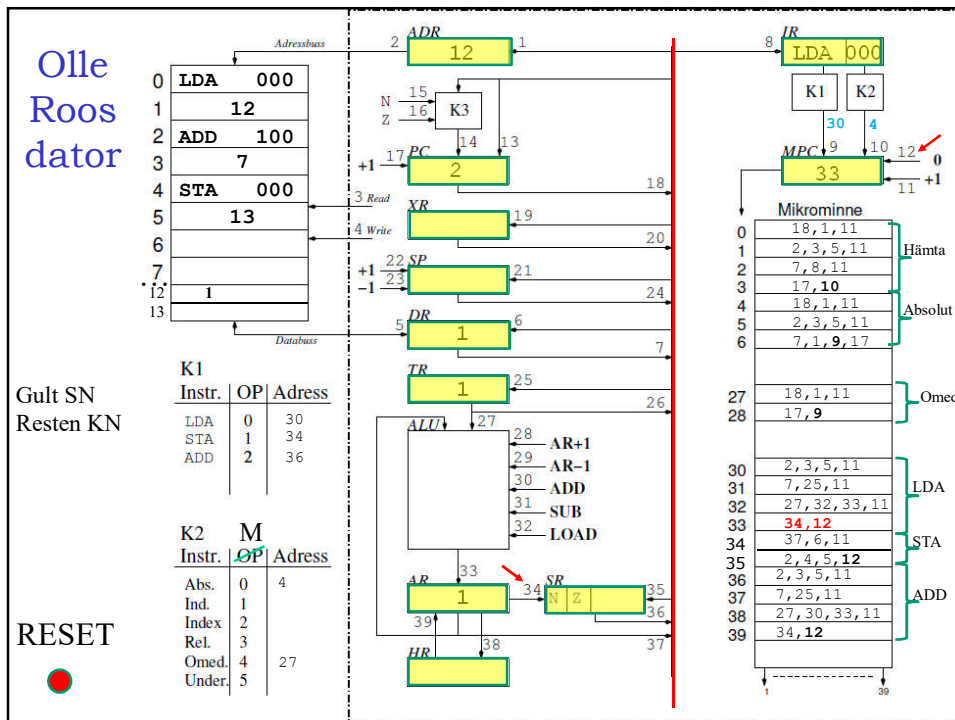 Olle
Roos
dator
0 LDA 000
1 12
2 ADD 100
3 7
4 STA 000
5 13
6
7
...
12 1
13
Adressbuss
Databuss
3 Read
4 Write
2 ADR 1
12
N 15
Z 16
K3
14 13
+1 17 PC
2
18
XR 19
20
+1 22 SP 21
-1 23
24
5 DR 6
1
7
TR 25
1
26
27
ALU
28 AR+1
29 AR-1
30 ADD
31 SUB
32 LOAD
33
AR 34 SR 35
1 N Z
36
39 38 37
HR
8 IR
LDA 000
K1 K2
30 4
9 10 12 0
MPC 11 +1
33
Mikrominne
0 18,1,11
1 2,3,5,11
2 7,8,11
3 17,10
Hämta
4 18,1,11
5 2,3,5,11
6 7,1,9,17
Absolut
27 18,1,11
28 17,9
Omed
30 2,3,5,11
31 7,25,11
32 27,32,33,11
33 34,12
LDA
34 37,6,11
35 2,4,5,12
STA
36 2,3,5,11
37 7,25,11
38 27,30,33,11
39 34,12
ADD
1 39
Gult SN
Resten KN
K1
Instr. OP Adress
LDA 0 30
STA 1 34
ADD 2 36
K2 M
Instr. OP Adress
Abs. 0 4
Ind. 1
Index 2
Rel. 3
Omed. 4 27
Under. 5
RESET